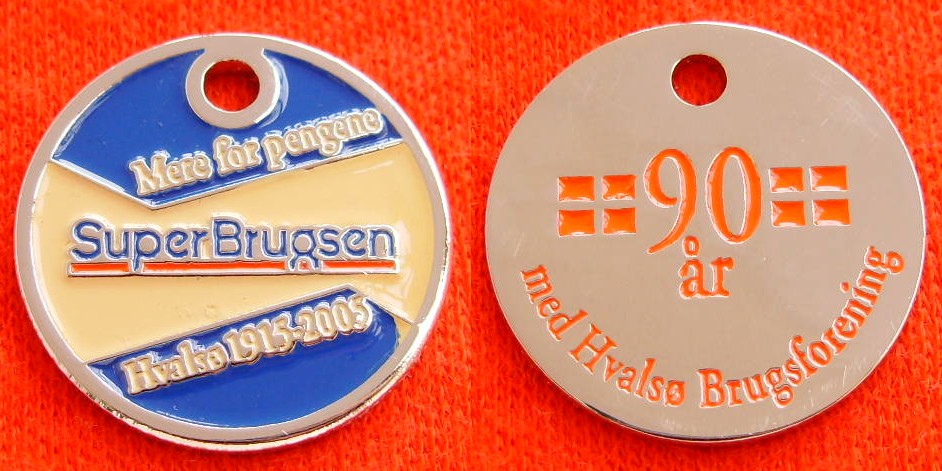 Mere for pengene
SuperBrugsen
Hvalsø 1915-2005
90
år
med Hvalsø Brugsforening